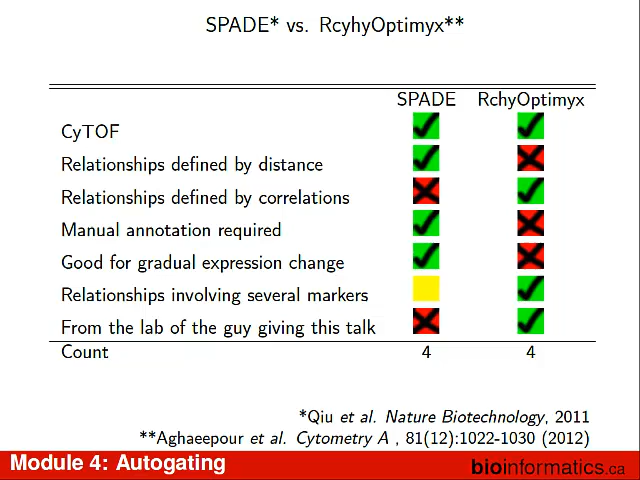 SPADE* vs. RcyhyOptimyx**
SPADE RchyOptimyx
CyTOF
Relationships defined by distance
Relationships defined by correlations
Manual annotation required
Good for gradual expression change
Relationships involving several markers
From the lab of the guy giving this talk
Count 4 4
*Qiu et al. Nature Biotechnology, 2011
**Aghaeepour et al. Cytometry A , 81(12):1022-1030 (2012)
Module 4: Autogating bioinformatics.ca